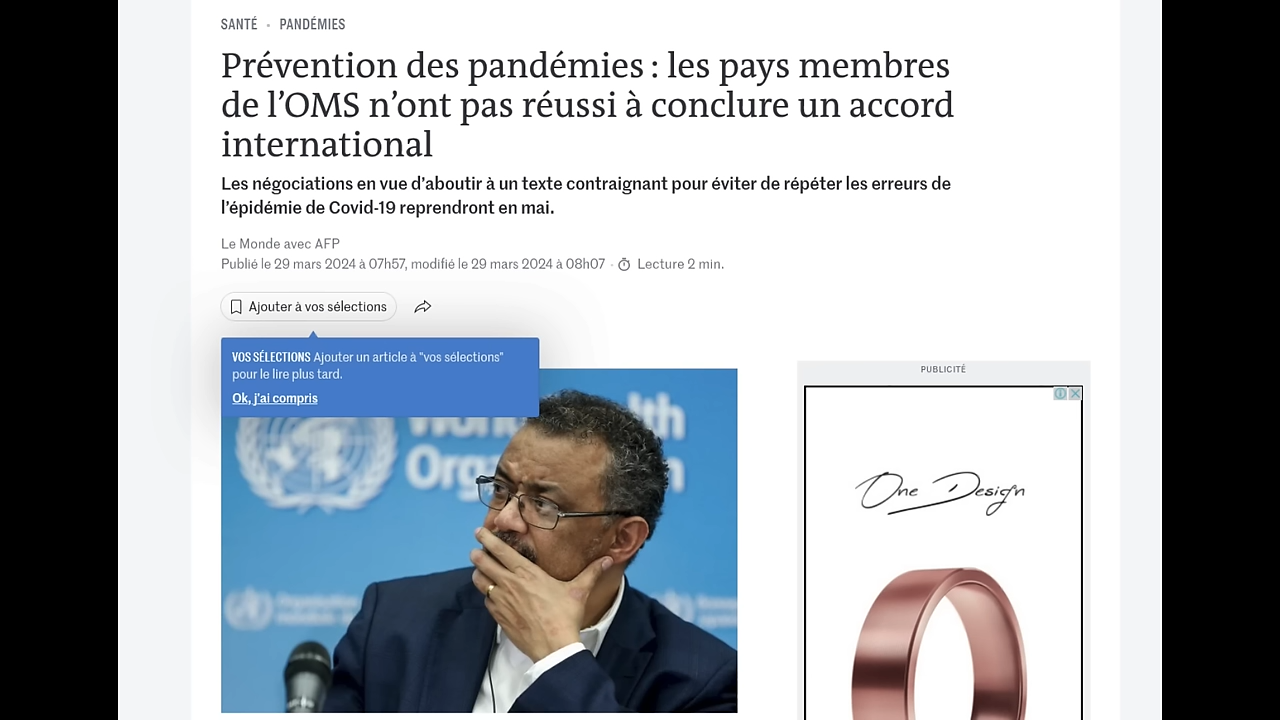 SANTÉ • PANDÉMIES
Prévention des pandémies : les pays membres
de l’OMS n’ont pas réussi à conclure un accord
international
Les négociations en vue d’aboutir à un texte contraignant pour éviter de répéter les erreurs de
l’épidémie de Covid-19 reprendront en mai.
Le Monde avec AFP
Publié le 29 mars 2024 à 07h57, modifié le 29 mars 2024 à 08h07 · Lecture 2 min.
Ajouter à vos sélections
VOS SÉLECTIONS Ajouter un article à "vos sélections"
pour le lire plus tard.
Ok, j’ai compris
PUBLICITÉ
One Design